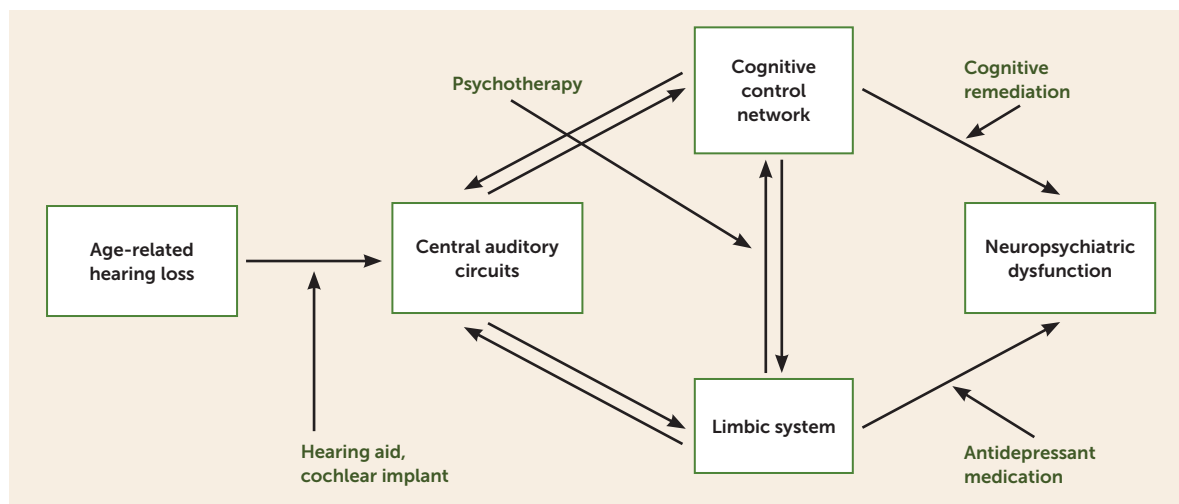 Psychotherapy
Cognitive
control
network
Cognitive
remediation
Age-related
hearing loss
Central auditory
circuits
Neuropsychiatric
dysfunction
Limbic system
Hearing aid,
cochlear implant
Antidepressant
medication